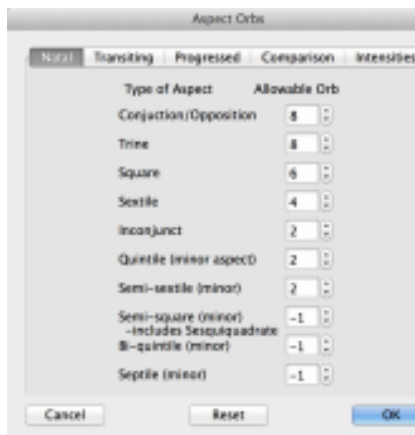 Aspect Orbs
Natal Transiting Progressed Comparison Intensities
Type of Aspect Allowable Orb
Conjuction/Opposition 8
Trine 8
Square 6
Sextile 4
Inconjunct 2
Quintile (minor aspect) 2
Semi-sextile (minor) 2
Semi-square (minor) -1
-includes Sesquiquadrate
Bi-quintile (minor) -1
Septile (minor) -1
Cancel Reset OK